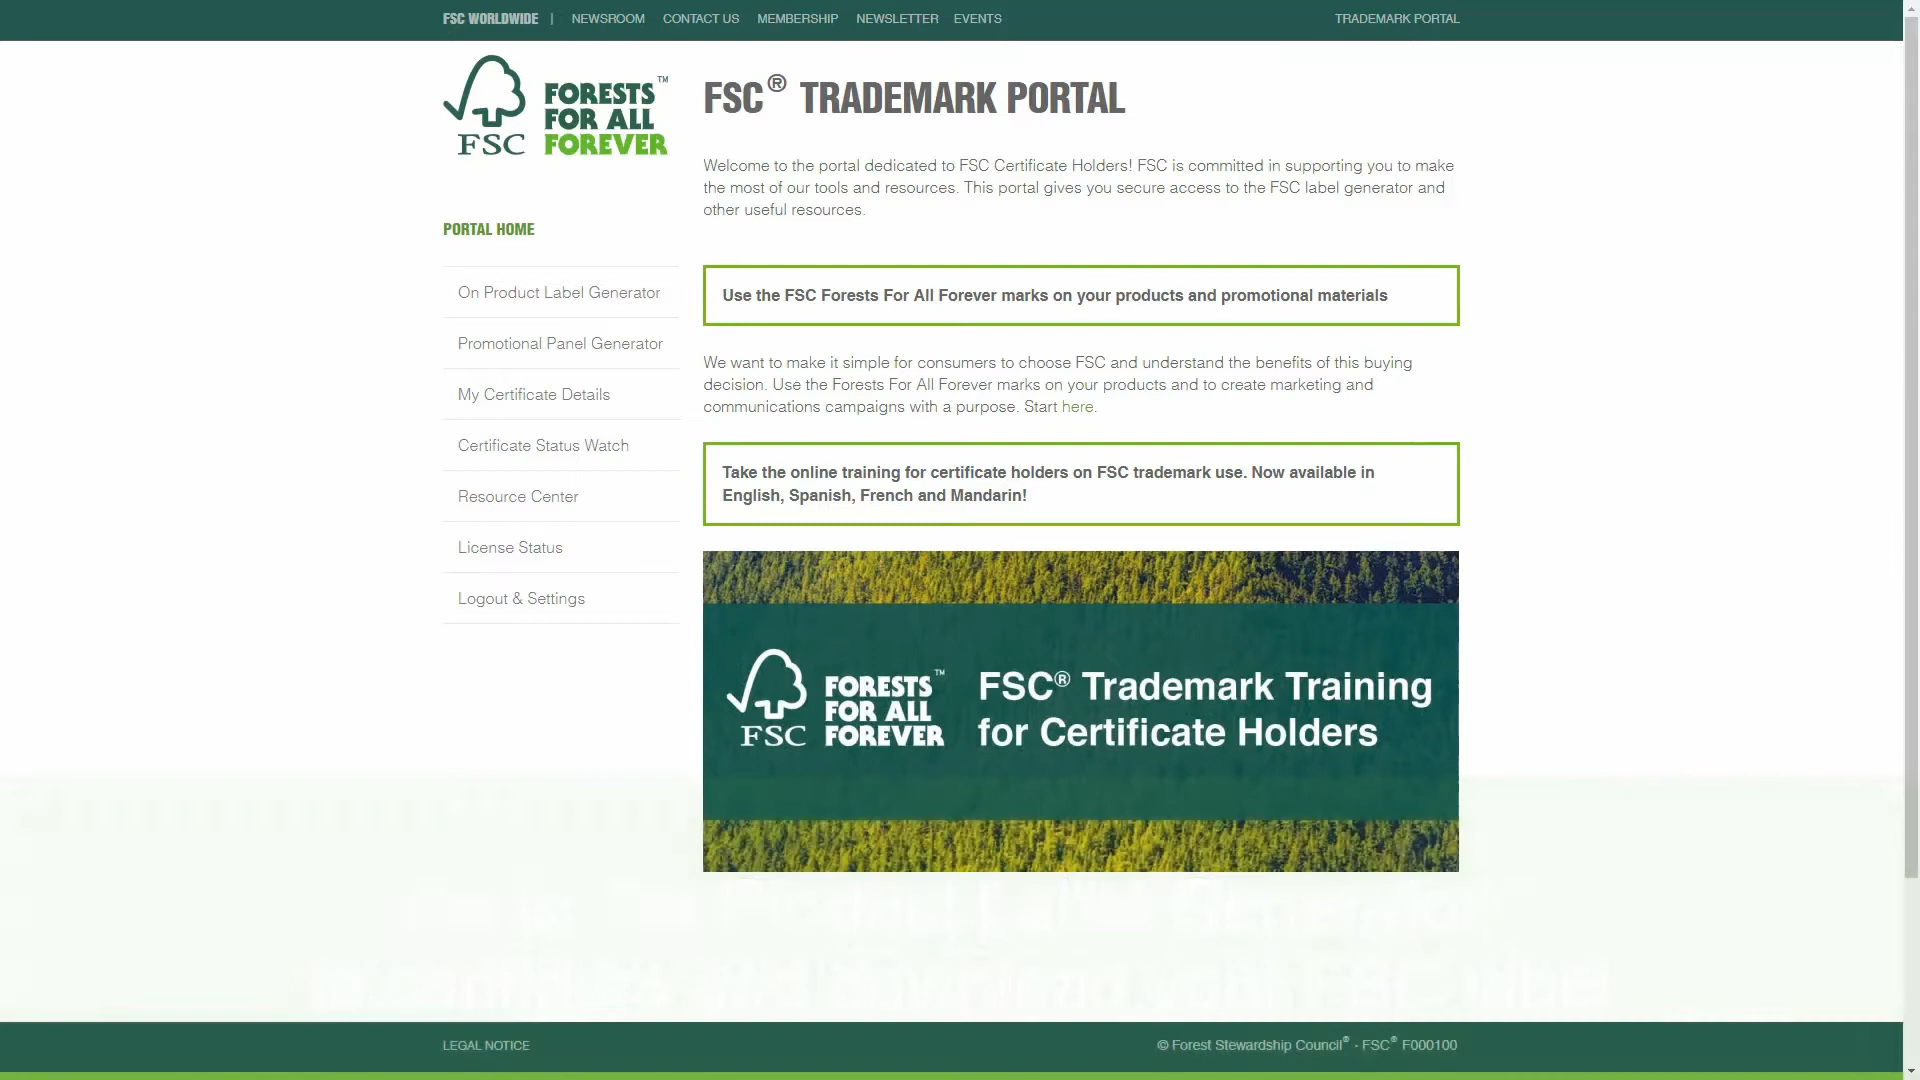 FSC WORLDWIDE | NEWSROOM CONTACT US MEMBERSHIP NEWSLETTER EVENTS TRADEMARK PORTAL
FORESTS
FOR ALL
FOREVER™
FSC
FSC® TRADEMARK PORTAL
Welcome to the portal dedicated to FSC Certificate Holders! FSC is committed in supporting you to make
the most of our tools and resources. This portal gives you secure access to the FSC label generator and
other useful resources.
PORTAL HOME
On Product Label Generator
Promotional Panel Generator
My Certificate Details
Certificate Status Watch
Resource Center
License Status
Logout & Settings
Use the FSC Forests For All Forever marks on your products and promotional materials
We want to make it simple for consumers to choose FSC and understand the benefits of this buying
decision. Use the Forests For All Forever marks on your products and to create marketing and
communications campaigns with a purpose. Start here.
Take the online training for certificate holders on FSC trademark use. Now available in
English, Spanish, French and Mandarin!
FSC
FORESTS™
FOR ALL
FOREVER
FSC® Trademark Training
for Certificate Holders
LEGAL NOTICE
© Forest Stewardship Council® · FSC® F000100